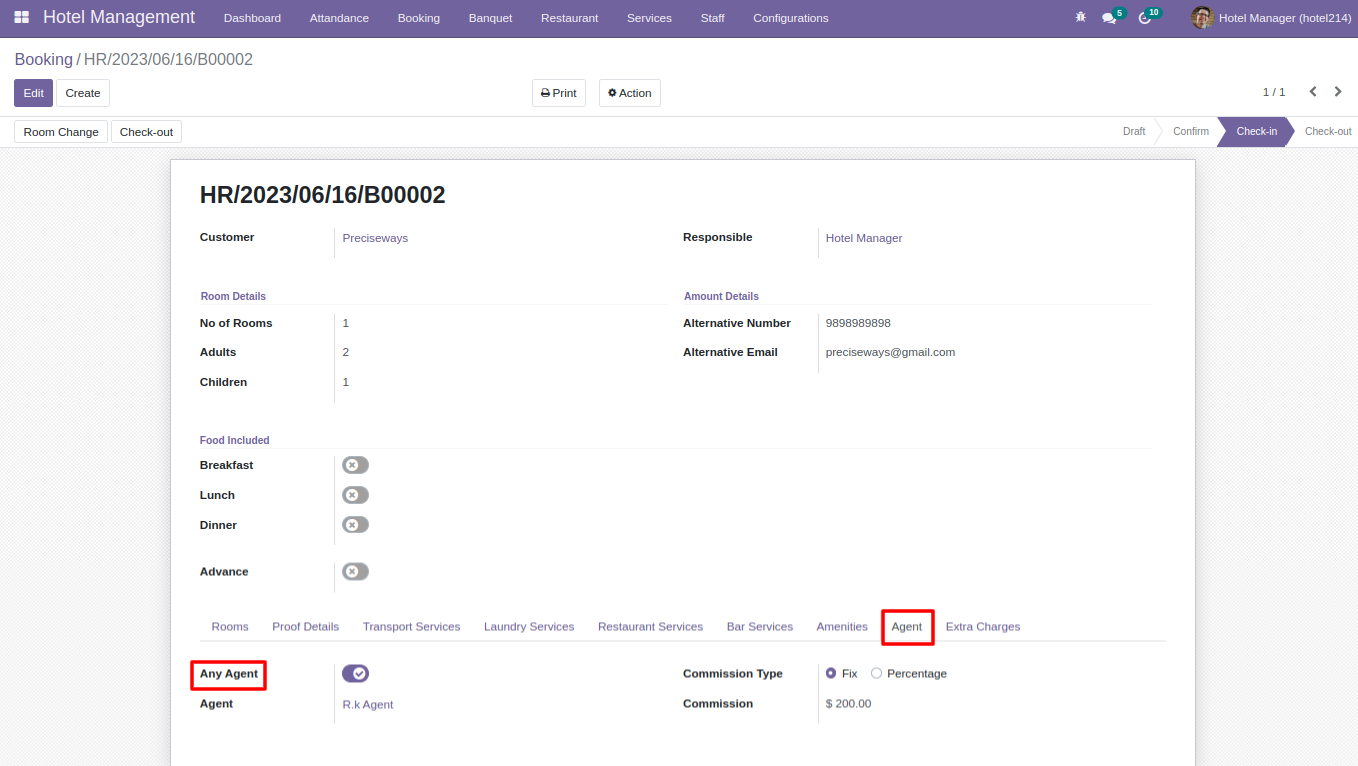 Hotel Management Dashboard Attandance Booking Banquet Restaurant Services Staff Configurations 5 10 Hotel Manager (hotel214)
Booking / HR/2023/06/16/B00002
Edit Create Print Action 1 / 1
Room Change Check-out Draft Confirm Check-in Check-out
HR/2023/06/16/B00002
Customer Preciseways Responsible Hotel Manager
Room Details Amount Details
No of Rooms 1 Alternative Number 9898989898
Adults 2 Alternative Email preciseways@gmail.com
Children 1
Food Included
Breakfast
Lunch
Dinner
Advance
Rooms Proof Details Transport Services Laundry Services Restaurant Services Bar Services Amenities Agent Extra Charges
Any Agent Commission Type Fix Percentage
Agent R.k Agent Commission $ 200.00